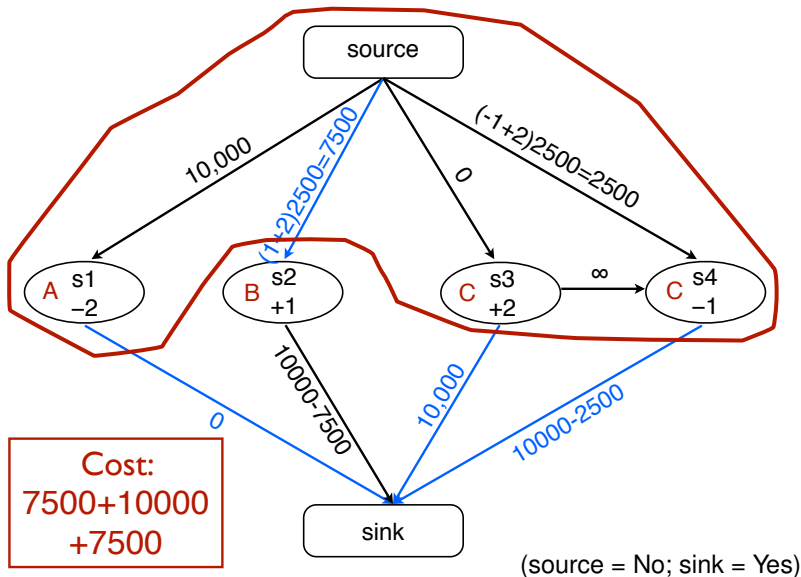 source
10,000
(1+2)2500=7500
0
(-1+2)2500=2500
A
s1
–2
B
s2
+1
C
s3
+2
∞
C
s4
–1
0
10000-7500
10,000
10000-2500
Cost:
7500+10000
+7500
sink
(source = No; sink = Yes)